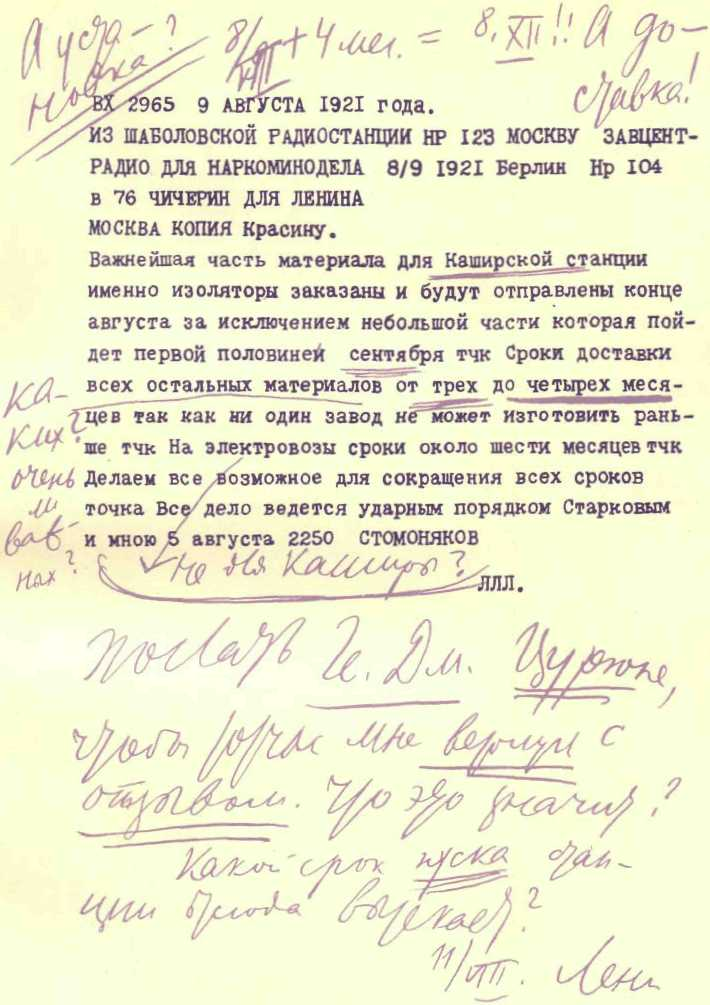 А уста-
новка?
8/VIII + 4 мес. = 8. XII!! А до-
ставка!
ВХ 2965 9 АВГУСТА 1921 года.
ИЗ ШАБОЛОВСКОЙ РАДИОСТАНЦИИ НР 123 МОСКВУ ЗАВЦЕНТ-
РАДИО ДЛЯ НАРКОМИНОДЕЛА 8/9 1921 Берлин Нр 104
в 76 ЧИЧЕРИН ДЛЯ ЛЕНИНА
МОСКВА КОПИЯ Красину.
Важнейшая часть материала для Каширской станции
именно изоляторы заказаны и будут отправлены конце
августа за исключением небольшой части которая пой-
дет первой половиней сентября тчк Сроки доставки
всех остальных материалов от трех до четырех меся-
цев так как ни один завод не может изготовить рань-
ше тчк На электровозы сроки около шести месяцев тчк
Делаем все возможное для сокращения всех сроков
точка Все дело ведется ударным порядком Старковым
и мною 5 августа 2250 СТОМОНЯКОВ
ка-
ких?
очень
ли
важ-
ных?
не для Каширы?
ЛЛЛ.
послать Г. Дм. Цюрупе,
чтобы тотчас мне вернул с
отзывом. Что это значит?
Какой срок пуска стан-
ции отсюда вытекает?
11/VIII. Ленин